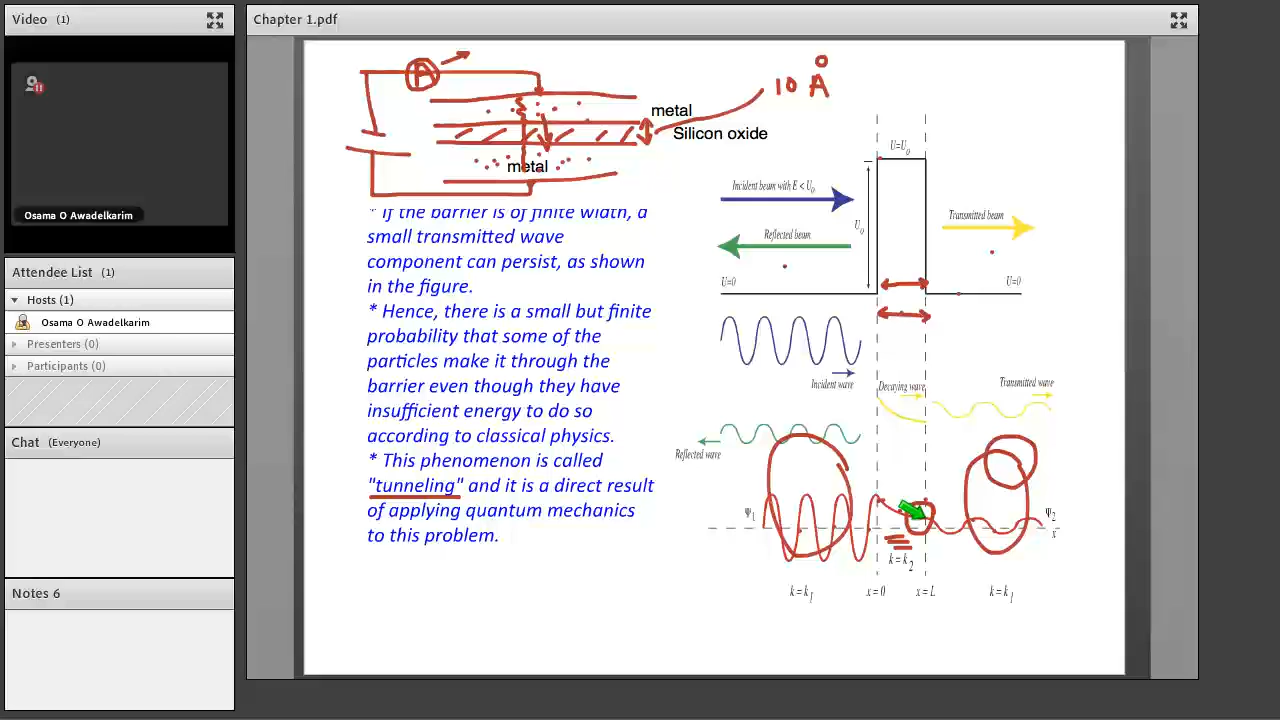 Video (1)
Osama O Awadelkarim
Attendee List (1)
Hosts (1)
Osama O Awadelkarim
Presenters (0)
Participants (0)
Chat (Everyone)
Notes 6
Chapter 1.pdf
A
10 Å
metal
Silicon oxide
metal
* If the barrier is of finite width, a
small transmitted wave
component can persist, as shown
in the figure.
* Hence, there is a small but finite
probability that some of the
particles make it through the
barrier even though they have
insufficient energy to do so
according to classical physics.
* This phenomenon is called
"tunneling" and it is a direct result
of applying quantum mechanics
to this problem.
U=U0
Incident beam with E < U0
Transmitted beam
U0
Reflected beam
U=0
U=0
Incident wave
Decaying wave
Transmitted wave
Reflected wave
Ψ1
Ψ2
x
k = k2
k = k1
x = 0
x = L
k = k1